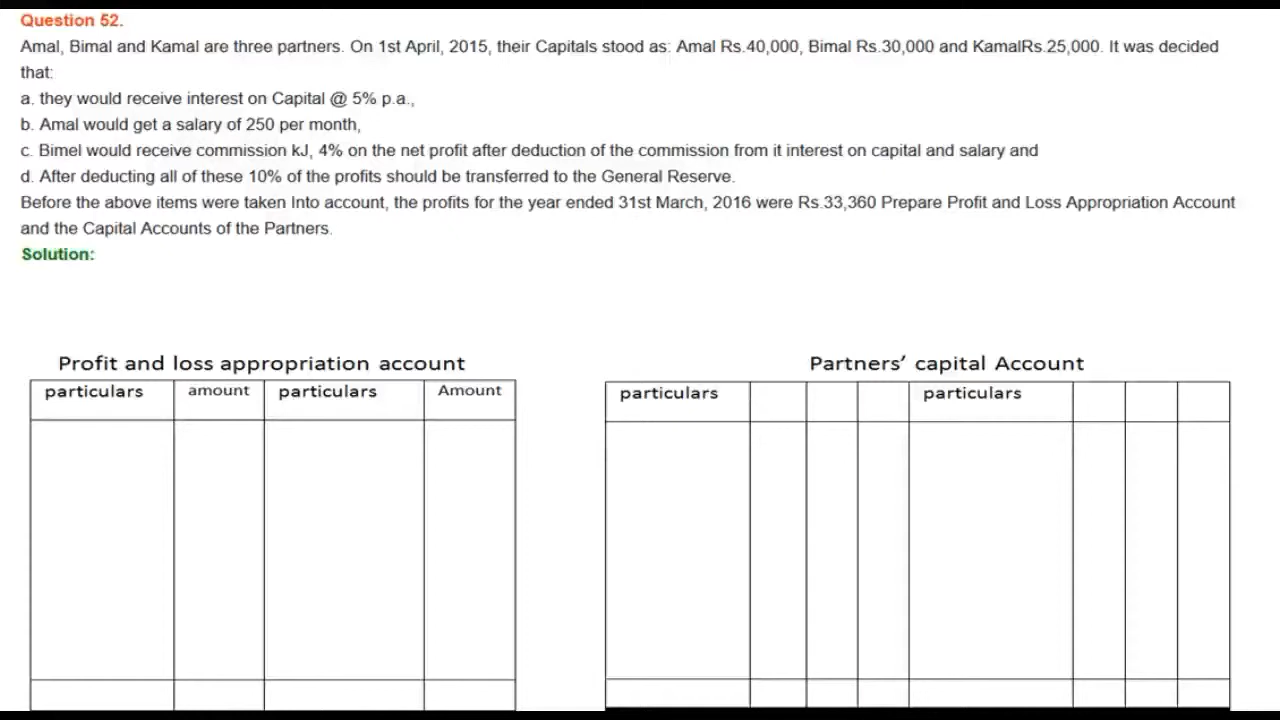 Question 52.
Amal, Bimal and Kamal are three partners. On 1st April, 2015, their Capitals stood as: Amal Rs.40,000, Bimal Rs.30,000 and KamalRs.25,000. It was decided
that:
a. they would receive interest on Capital @ 5% p.a.,
b. Amal would get a salary of 250 per month,
c. Bimel would receive commission kJ, 4% on the net profit after deduction of the commission from it interest on capital and salary and
d. After deducting all of these 10% of the profits should be transferred to the General Reserve.
Before the above items were taken Into account, the profits for the year ended 31st March, 2016 were Rs.33,360 Prepare Profit and Loss Appropriation Account
and the Capital Accounts of the Partners.
Solution:
Profit and loss appropriation account
particulars amount particulars Amount
Partners’ capital Account
particulars particulars